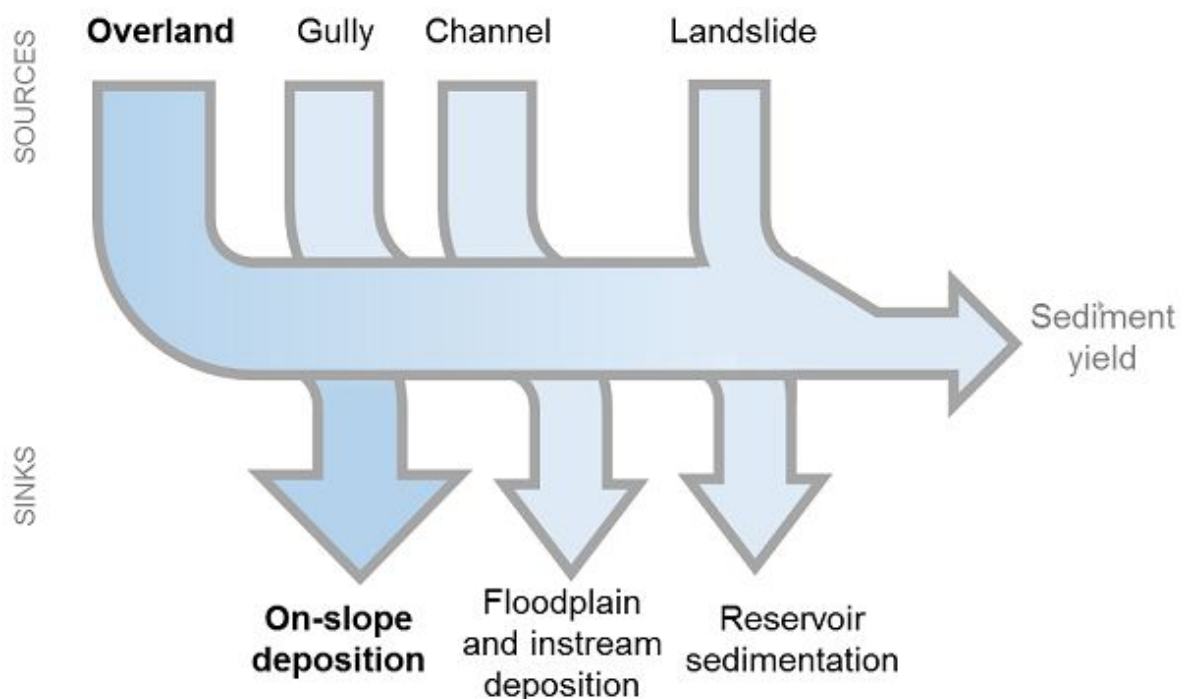 SOURCES
Overland
Gully
Channel
Landslide
Sediment
yield
SINKS
On-slope
deposition
Floodplain
and instream
deposition
Reservoir
sedimentation